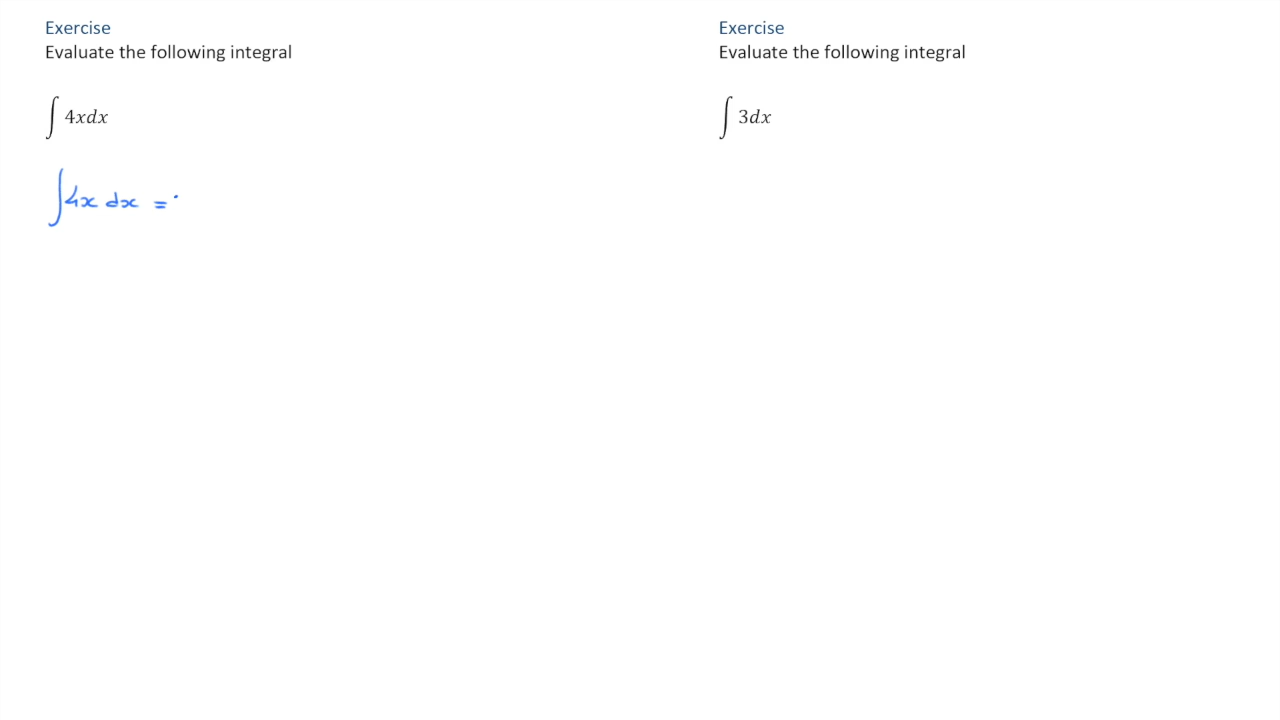 Exercise
Evaluate the following integral
∫ 4xdx
∫4x dx =
Exercise
Evaluate the following integral
∫ 3dx